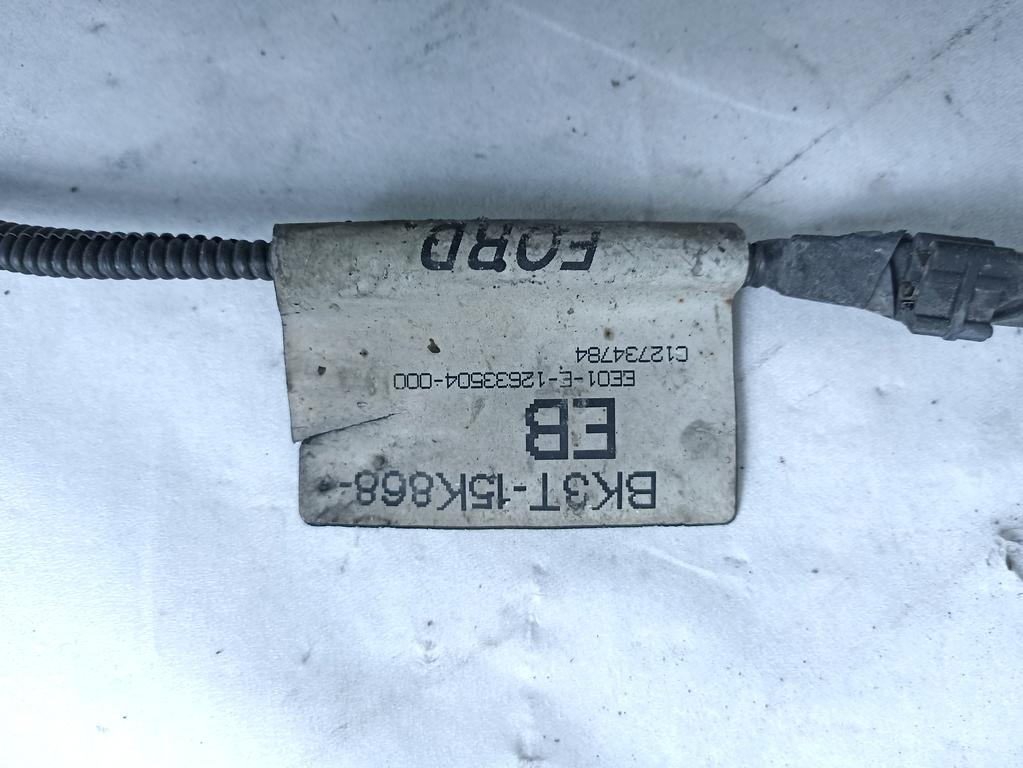 BK3T-15K868-
EB
EE01-E-12633504-000
C12734784
FORD